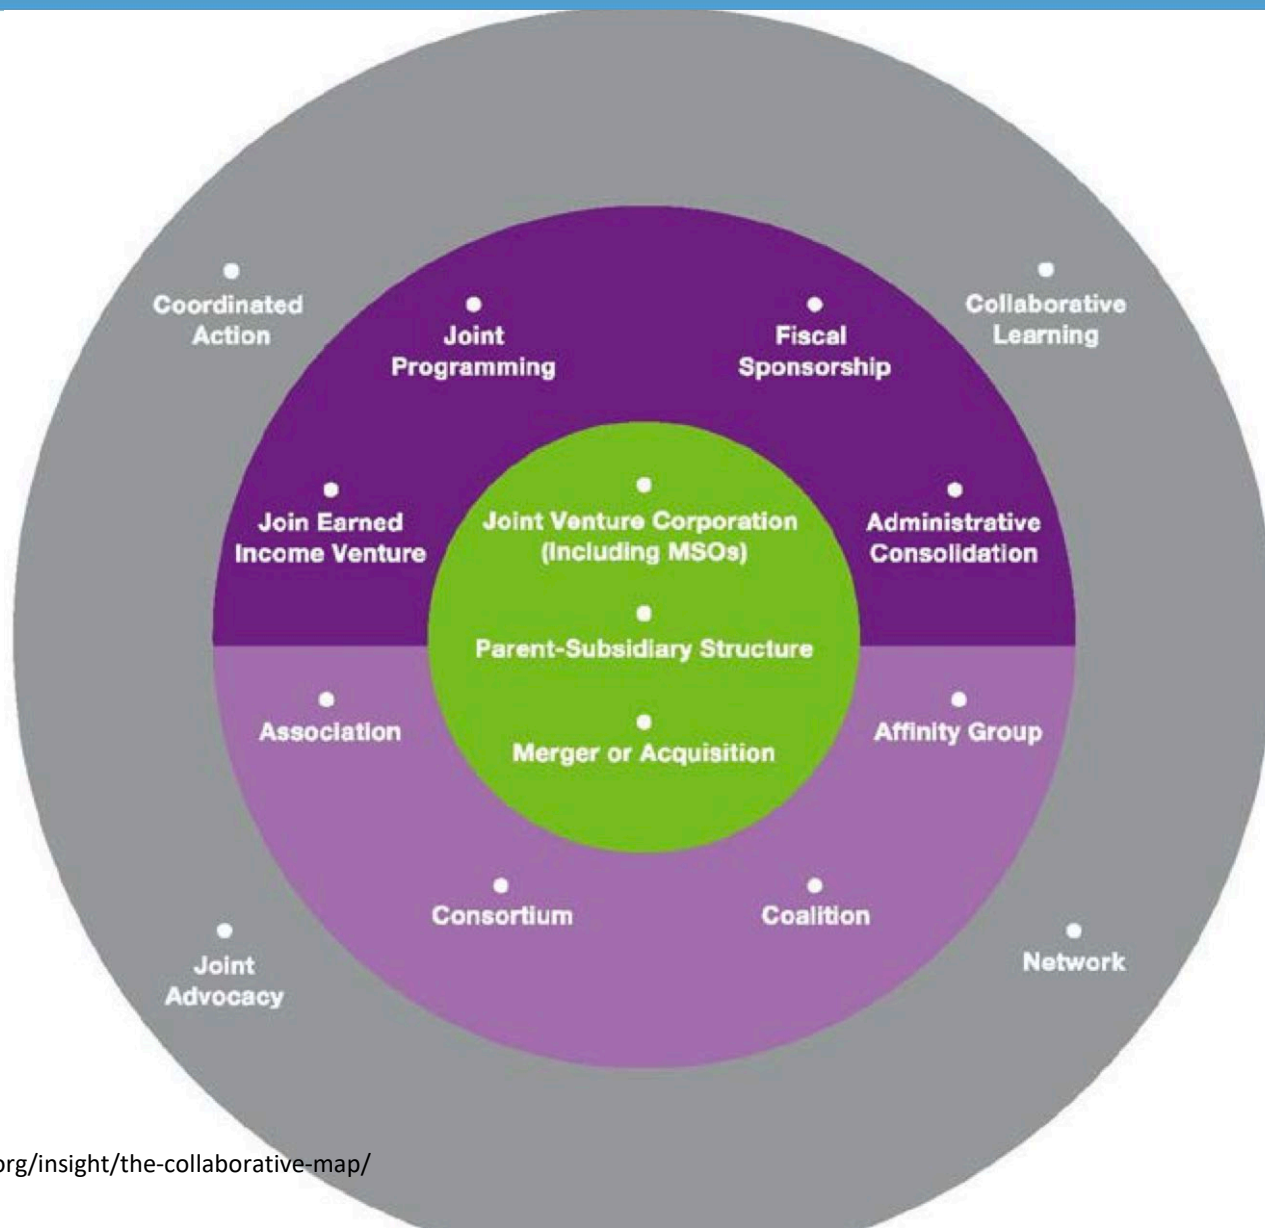 Coordinated
Action
Joint
Programming
Fiscal
Sponsorship
Collaborative
Learning
Join Earned
Income Venture
Joint Venture Corporation
(Including MSOs)
Administrative
Consolidation
Parent-Subsidiary Structure
Association
Merger or Acquisition
Affinity Group
Consortium
Coalition
Joint
Advocacy
Network
org/insight/the-collaborative-map/